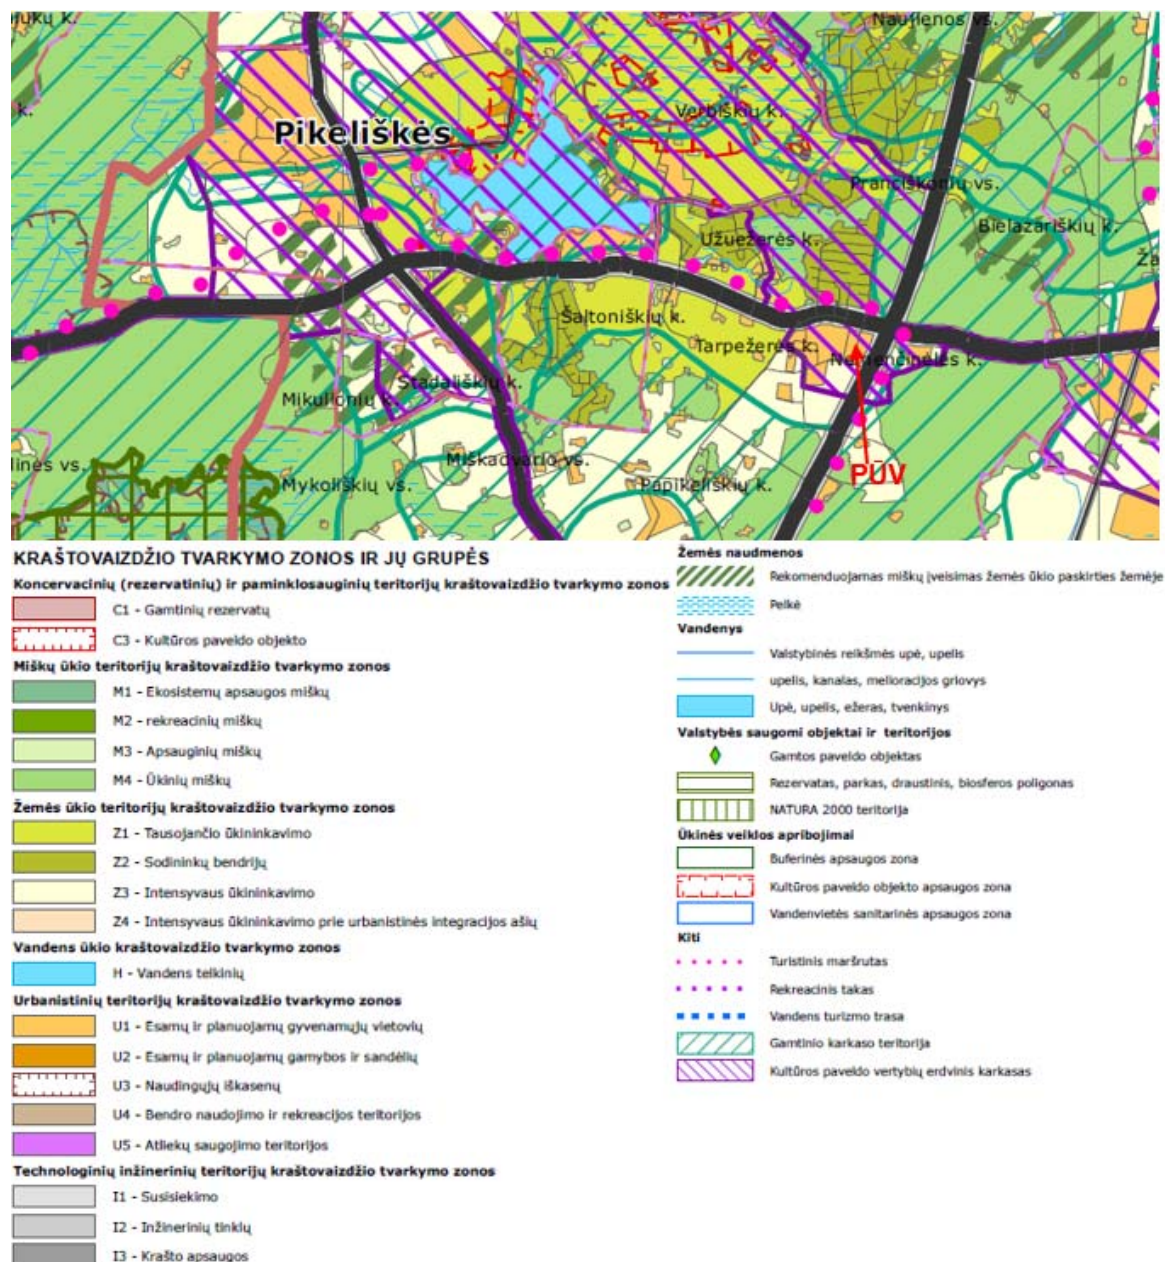 jukų k.
Naujienos vs.
k.
Pikeliškės
Verbiškių k.
Pranciškonių vs.
Bielazariškių k.
Užuežerės k.
Ža
Šaltoniškių k.
Tarpežerės k.
Nemenčinėlės k.
Stadališkių k.
Mikulionių k.
linės vs.
Miškadvario vs.
PŪV
Mykoliškių vs.
Papikeliškių k.
KRAŠTOVAIZDŽIO TVARKYMO ZONOS IR JŲ GRUPĖS
Koncervacinių (rezervatinių) ir paminklosauginių teritorijų kraštovaizdžio tvarkymo zonos
C1 - Gamtinių rezervatų
C3 - Kultūros paveldo objekto
Miškų ūkio teritorijų kraštovaizdžio tvarkymo zonos
M1 - Ekosistemų apsaugos miškų
M2 - rekreacinių miškų
M3 - Apsauginių miškų
M4 - Ūkinių miškų
Žemės ūkio teritorijų kraštovaizdžio tvarkymo zonos
Z1 - Tausojančio ūkininkavimo
Z2 - Sodininkų bendrijų
Z3 - Intensyvaus ūkininkavimo
Z4 - Intensyvaus ūkininkavimo prie urbanistinės integracijos ašių
Vandens ūkio kraštovaizdžio tvarkymo zonos
H - Vandens telkinių
Urbanistinių teritorijų kraštovaizdžio tvarkymo zonos
U1 - Esamų ir planuojamų gyvenamųjų vietovių
U2 - Esamų ir planuojamų gamybos ir sandėlių
U3 - Naudingųjų iškasenų
U4 - Bendro naudojimo ir rekreacijos teritorijos
U5 - Atliekų saugojimo teritorijos
Technologinių inžinerinių teritorijų kraštovaizdžio tvarkymo zonos
I1 - Susisiekimo
I2 - Inžinerinių tinklų
I3 - Krašto apsaugos
Žemės naudmenos
Rekomenduojamas miškų įveisimas žemės ūkio paskirties žemėje
Pelkė
Vandenys
Valstybinės reikšmės upė, upelis
upelis, kanalas, melioracijos griovys
Upė, upelis, ežeras, tvenkinys
Valstybės saugomi objektai ir teritorijos
Gamtos paveldo objektas
Rezervatas, parkas, draustinis, biosferos poligonas
NATURA 2000 teritorija
Ūkinės veiklos apribojimai
Buferinės apsaugos zona
Kultūros paveldo objekto apsaugos zona
Vandenvietės sanitarinės apsaugos zona
Kiti
Turistinis maršrutas
Rekreacinis takas
Vandens turizmo trasa
Gamtinio karkaso teritorija
Kultūros paveldo vertybių erdvinis karkasas